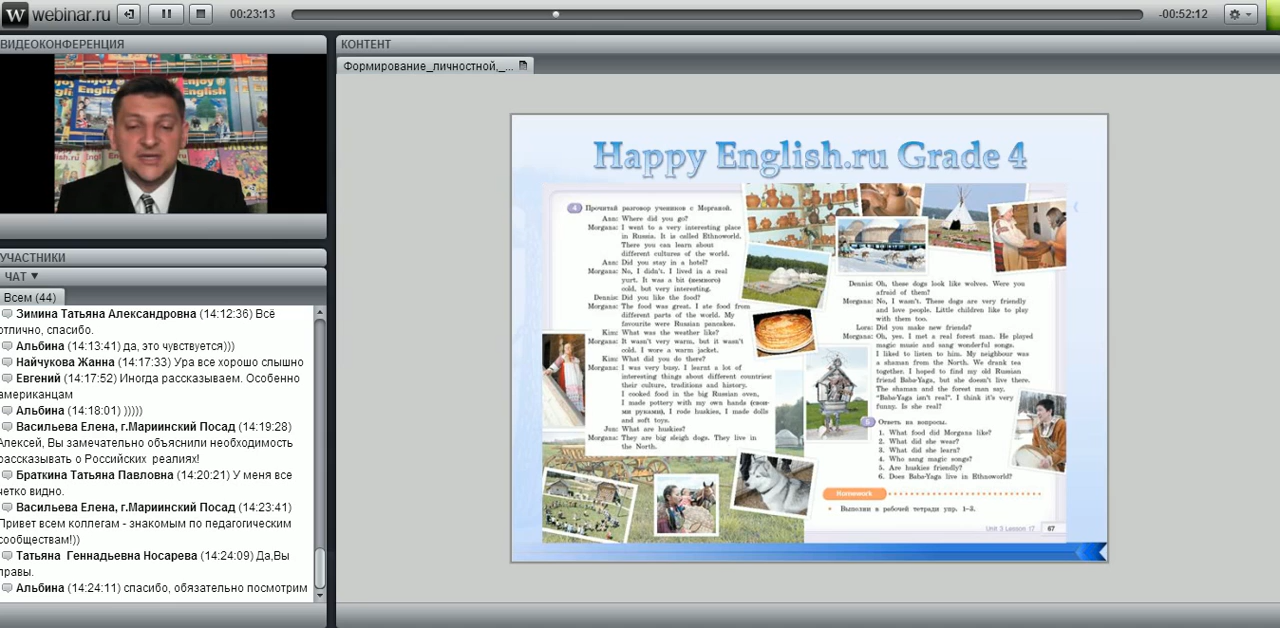 W webinar.ru
00:23:13
-00:52:12
ВИДЕОКОНФЕРЕНЦИЯ
Enjoy
English
УЧАСТНИКИ
ЧАТ ▼
Всем (44)
Зимина Татьяна Александровна (14:12:36) Всё
отлично, спасибо.
Альбина (14:13:41) да, это чувствуется)))
Найчукова Жанна (14:17:33) Уже все хорошо слышно.
Евгений (14:17:52) Иногда рассказываем. Особенно
американцам
Альбина (14:18:01) )))))
Васильева Елена, г.Мариинский Посад (14:19:28)
Алексей, Вы замечательно объяснили необходимость
рассказывать о Российских реалиях!
Браткина Татьяна Павловна (14:20:21) У меня все
четко видно.
Васильева Елена, г.Мариинский Посад (14:23:41)
Привет всем коллегам - знакомым по педагогическим
сообществам!))
Татьяна Геннадьевна Носарева (14:24:09) Да,Вы
правы.
Альбина (14:24:11) спасибо, обязательно посмотрим
КОНТЕНТ
Формирование_личностной,_...
Happy English.ru Grade 4
4 Прочитай разговор учеников с Морганой.
Ann: Where did you go?
Morgana: I went to a very interesting place
in Russia. It is called Ethnoworld.
There you can learn about
different cultures of the world.
Ann: Did you stay in a hotel?
Morgana: No, I didn't. I lived in a real
yurt. It was a bit (немного)
cold, but very interesting.
Dennis: Did you like the food?
Morgana: The food was great. I ate food from
different parts of the world. My
favourite were Russian pancakes.
Kim: What was the weather like?
Morgana: It wasn't very warm, but it wasn't
cold. I wore a warm jacket.
Kim: What did you do there?
Morgana: I was very busy. I learnt a lot of
interesting things about different countries:
their culture, traditions and history.
I cooked food in the big Russian oven,
I made pottery with my own hands (свои-
ми руками), I rode huskies, I made dolls
and soft toys.
Jon: What are huskies?
Morgana: They are big sleigh dogs. They live in
the North.
Dennis: Oh, these dogs look like wolves. Were you
afraid of them?
Morgana: No, I wasn't. These dogs are very friendly
and love people. Little children like to play
with them too.
Lora: Did you make new friends?
Morgana: Oh, yes. I met a real forest man. He played
magic music and sang wonderful songs.
I liked to listen to him. My neighbour was
a shaman from the North. We drank tea
together. I hoped to find my old Russian
friend Baba-Yaga, but she doesn't live there.
The shaman and the forest man say,
"Baba-Yaga isn't real". I think it's very
funny. Is she real?
5 Ответь на вопросы.
1. What food did Morgana like?
2. What did she wear?
3. What did she learn?
4. Who sang magic songs?
5. Are huskies friendly?
6. Does Baba-Yaga live in Ethnoworld?
Homework
• Выполни в рабочей тетради упр. 1–3.
Unit 3 Lesson 17 67